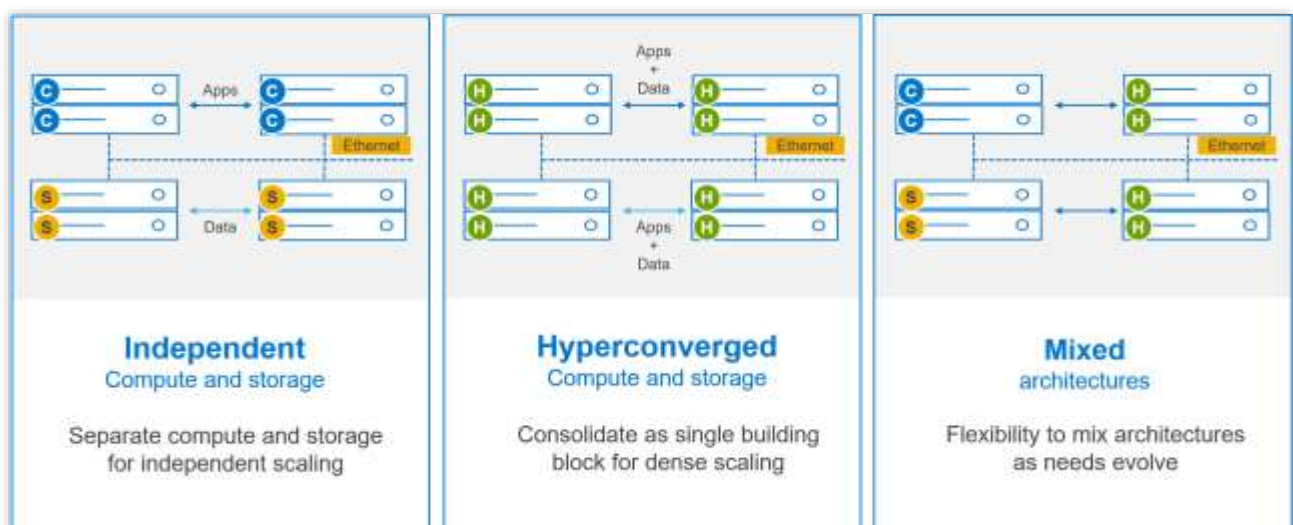 C
C
Apps
C
C
Ethernet
S
S
Data
S
S
Independent
Compute and storage
Separate compute and storage
for independent scaling
Apps
+
Data
H
H
H
H
Ethernet
H
H
H
H
Apps
+
Data
Hyperconverged
Compute and storage
Consolidate as single building
block for dense scaling
C
C
H
H
Ethernet
S
S
H
H
Mixed
architectures
Flexibility to mix architectures
as needs evolve